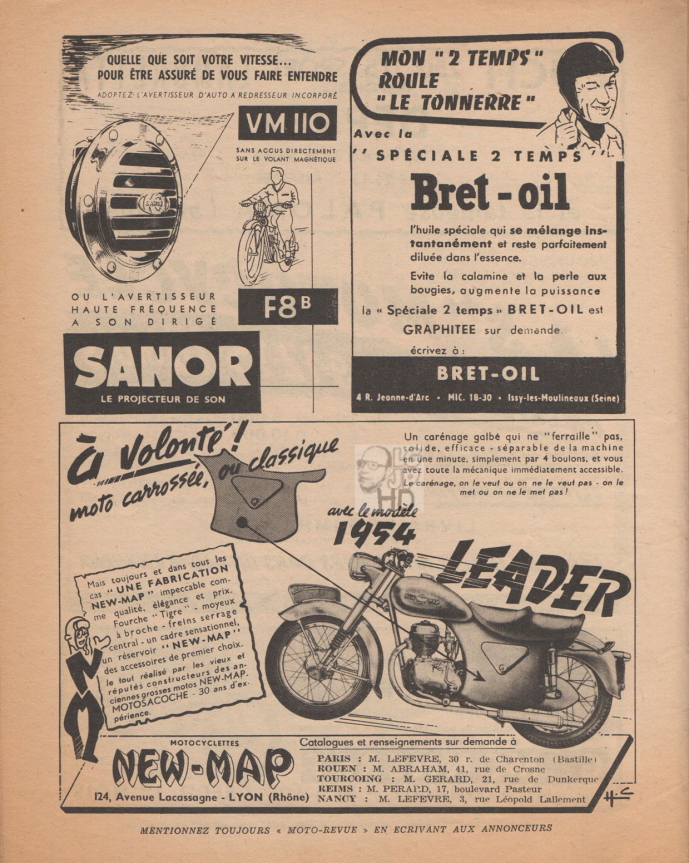 QUELLE QUE SOIT VOTRE VITESSE...
POUR ÊTRE ASSURÉ DE VOUS FAIRE ENTENDRE
ADOPTEZ L'AVERTISSEUR D'AUTO A REDRESSEUR INCORPORÉ
VM 110
SANS ACCUS DIRECTEMENT
SUR LE VOLANT MAGNÉTIQUE
OU L'AVERTISSEUR
HAUTE FRÉQUENCE
A SON DIRIGÉ
F8B
SANOR
LE PROJECTEUR DE SON
MON "2 TEMPS"
ROULE
"LE TONNERRE"
Avec la
"SPÉCIALE 2 TEMPS"
Bret-oil
l'huile spéciale qui se mélange ins-
tantanément et reste parfaitement
diluée dans l'essence.
Evite la calamine et la perle aux
bougies, augmente la puissance
la « Spéciale 2 temps » BRET-OIL est
GRAPHITEE sur demande.
écrivez à :
BRET-OIL
4 R. Jeanne-d'Arc • MIC. 18-30 • Issy-les-Moulineaux (Seine)
à Volonté !
moto carrossée, ou classique
Un carénage galbé qui ne "ferraille" pas,
solide, efficace - séparable de la machine
en une minute, simplement par 4 boulons, et vous
avez toute la mécanique immédiatement accessible.
Le carénage, on le veut ou on ne le veut pas - on le
met ou on ne le met pas !
HD
avec le modèle
1954
LEADER
Mais toujours et dans tous les
cas "UNE FABRICATION
NEW-MAP" impeccable com-
me qualité, élégance et prix.
Fourche "Tigre" - moyeux
à broche - freins serrage
central - un cadre sensationnel,
un réservoir "NEW-MAP"
des accessoires de premier choix.
Le tout réalisé par les vieux et
réputés constructeurs des an-
ciennes grosses motos NEW-MAP-
MOTOSACOCHE - 30 ans d'ex-
périence.
MOTOCYCLETTES
NEW-MAP
124, Avenue Lacassagne - LYON (Rhône)
Catalogues et renseignements sur demande à
PARIS : M. LEFEVRE, 30 r. de Charenton (Bastille)
ROUEN : M. ABRAHAM, 41, rue de Crosne
TOURCOING : M. GERARD, 21, rue de Dunkerque
REIMS : M. PERARD, 17, boulevard Pasteur
NANCY : M. LEFEVRE, 3, rue Léopold Lallement
H.C
MENTIONNEZ TOUJOURS « MOTO-REVUE » EN ECRIVANT AUX ANNONCEURS